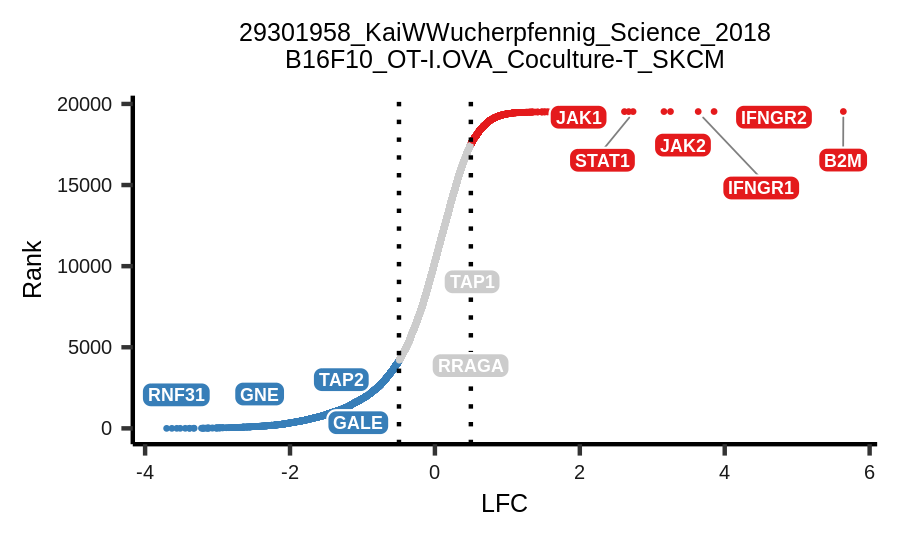 29301958_KaiWWucherpfennig_Science_2018
B16F10_OT-I.OVA_Coculture-T_SKCM
20000
15000
10000
5000
0
Rank
JAK1
IFNGR2
STAT1
JAK2
B2M
IFNGR1
TAP1
RRAGA
TAP2
RNF31
GNE
GALE
-4
-2
0
2
4
6
LFC